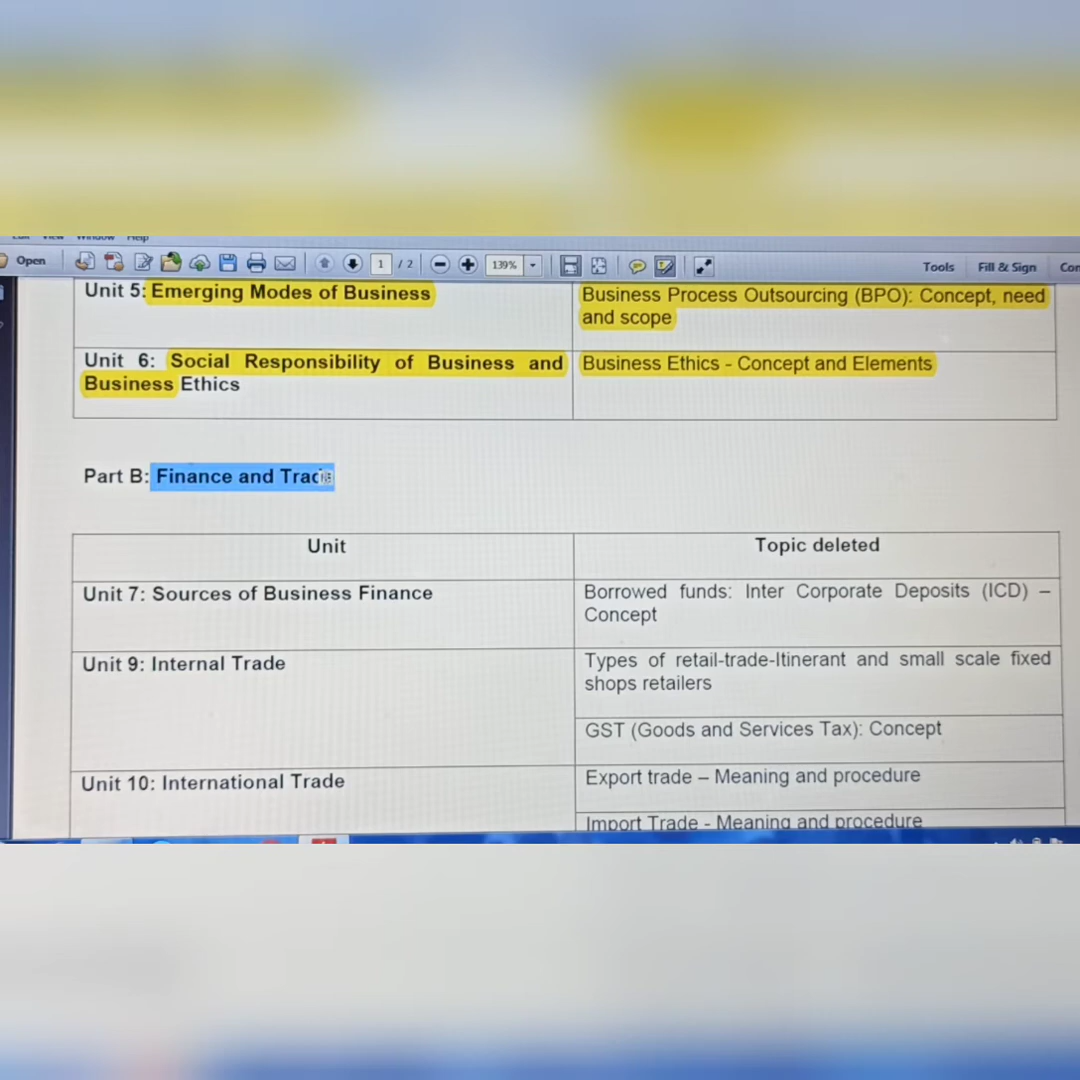 Window Help
Open
1 / 2
139%
Tools
Fill & Sign
Unit 5: Emerging Modes of Business
Business Process Outsourcing (BPO): Concept, need
and scope
Unit 6: Social Responsibility of Business and
Business Ethics
Business Ethics - Concept and Elements
Part B: Finance and Trade
Unit
Topic deleted
Unit 7: Sources of Business Finance
Borrowed funds: Inter Corporate Deposits (ICD) –
Concept
Unit 9: Internal Trade
Types of retail-trade-Itinerant and small scale fixed
shops retailers
GST (Goods and Services Tax): Concept
Unit 10: International Trade
Export trade – Meaning and procedure
Import Trade - Meaning and procedure